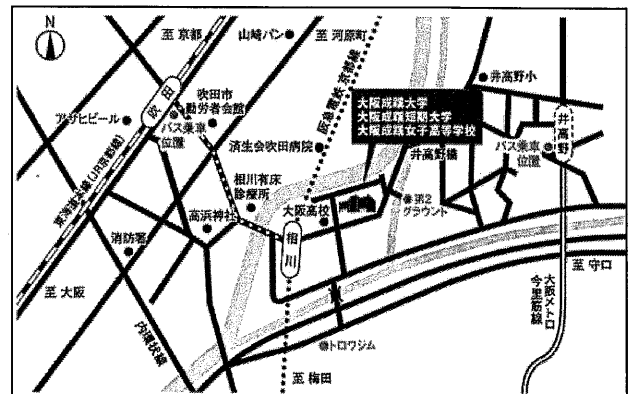 N
至 京都
山崎パン
至 河原町
阪急電鉄 京都線
井高野小
吹田
吹田市
勤労者会館
アサヒビール
バス乗車
位置
大阪成蹊大学
大阪成蹊短期大学
大阪成蹊女子高等学校
井高野
バス乗車
位置
済生会吹田病院
井高野橋
東海道本線(JR京都線)
相川有床
診療所
第2
グラウンド
高浜神社
大阪高校
相川
消防署
至 大阪
至 守口
大阪メトロ
今里筋線
内環状線
トロワジム
至 梅田